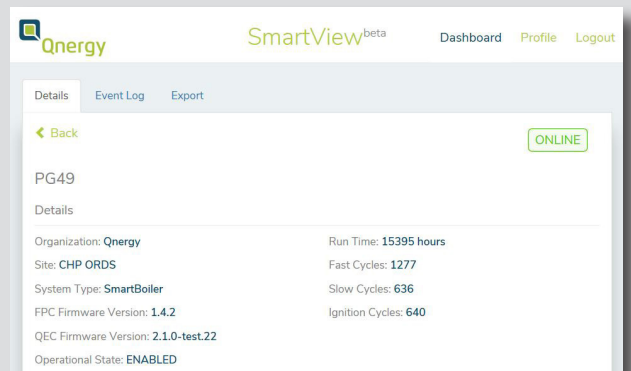 Qnergy
SmartView beta
Dashboard Profile Logout
Details Event Log Export
Back
ONLINE
PG49
Details
Organization: Qnergy
Run Time: 15395 hours
Site: CHP ORDS
Fast Cycles: 1277
System Type: SmartBoiler
Slow Cycles: 636
FPC Firmware Version: 1.4.2
Ignition Cycles: 640
QEC Firmware Version: 2.1.0-test.22
Operational State: ENABLED